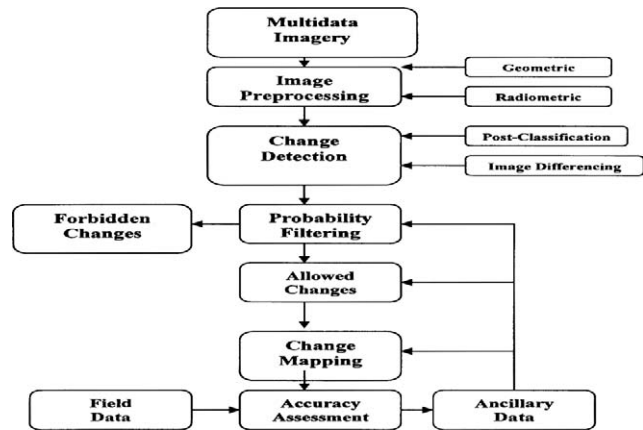 Multidata
Imagery
Image
Preprocessing
Geometric
Radiometric
Change
Detection
Post-Classification
Image Differencing
Forbidden
Changes
Probability
Filtering
Allowed
Changes
Change
Mapping
Field
Data
Accuracy
Assessment
Ancillary
Data